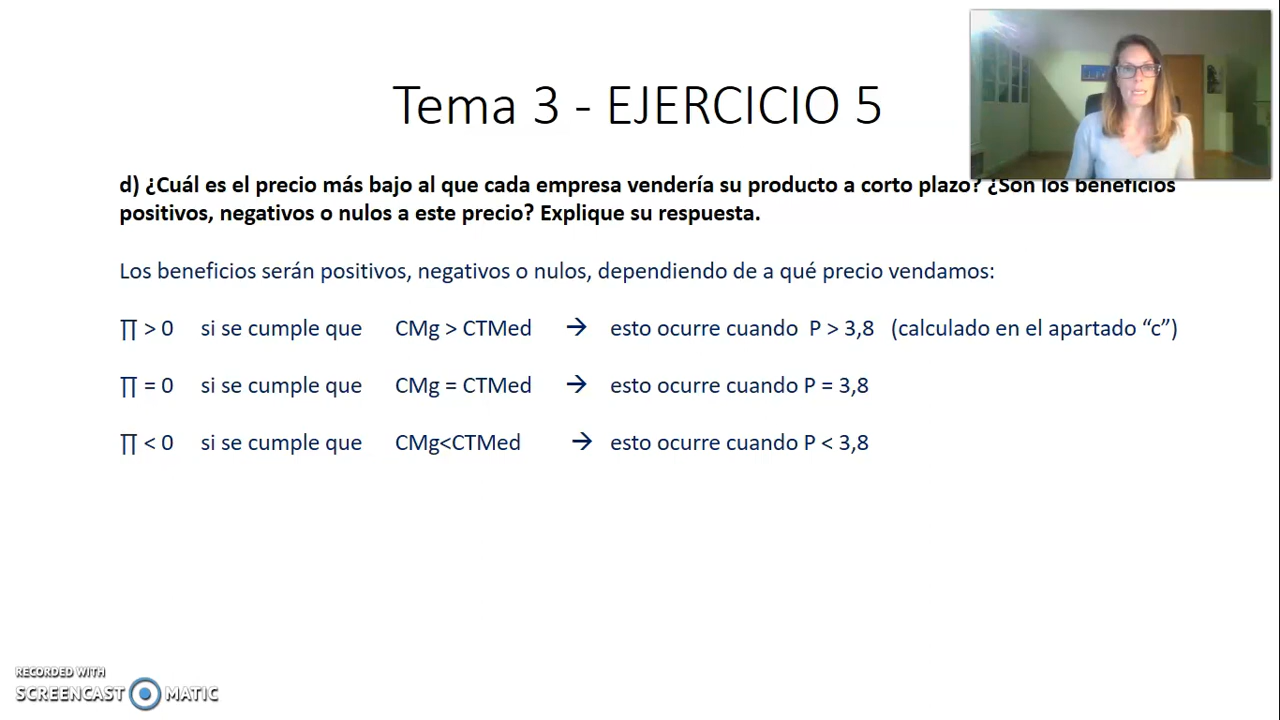 Tema 3 - EJERCICIO 5
d) ¿Cuál es el precio más bajo al que cada empresa vendería su producto a corto plazo? ¿Son los beneficios
positivos, negativos o nulos a este precio? Explique su respuesta.
Los beneficios serán positivos, negativos o nulos, dependiendo de a qué precio vendamos:
∏ > 0 si se cumple que CMg > CTMed → esto ocurre cuando P > 3,8 (calculado en el apartado “c”)
∏ = 0 si se cumple que CMg = CTMed → esto ocurre cuando P = 3,8
∏ < 0 si se cumple que CMg<CTMed → esto ocurre cuando P < 3,8
RECORDED WITH
SCREENCAST MATIC